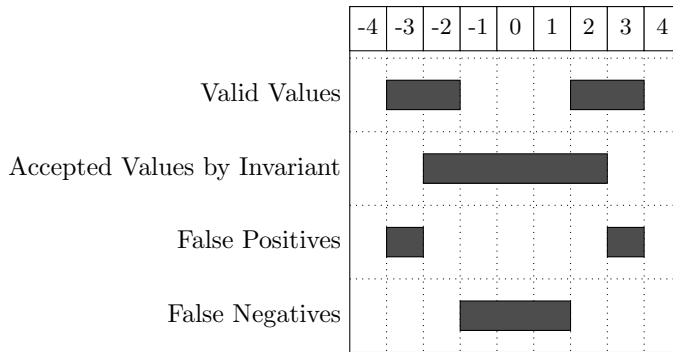 -4 -3 -2 -1 0 1 2 3 4
Valid Values
Accepted Values by Invariant
False Positives
False Negatives